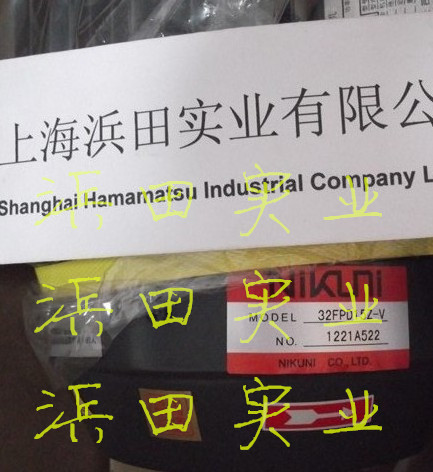 上海浜田实业有限公
Shanghai Hamamatsu Industrial Company L
浜田实业
NIKUNI
MODEL 32FPD15Z-V
浜田实业
NO. 1221A522
NIKUNI CO.,LTD.
浜田实业